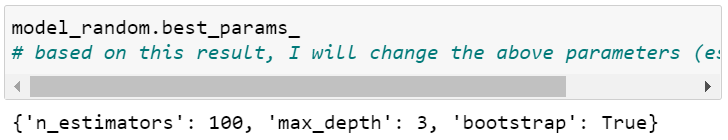 model_random.best_params_
# based on this result, I will change the above parameters
{'n_estimators': 100, 'max_depth': 3, 'bootstrap': True}